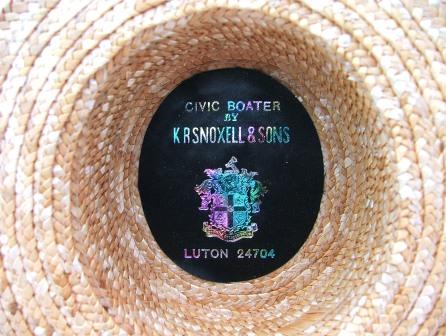 CIVIC BOATER
BY
K R SNOXELL & SONS
LUTON 24704